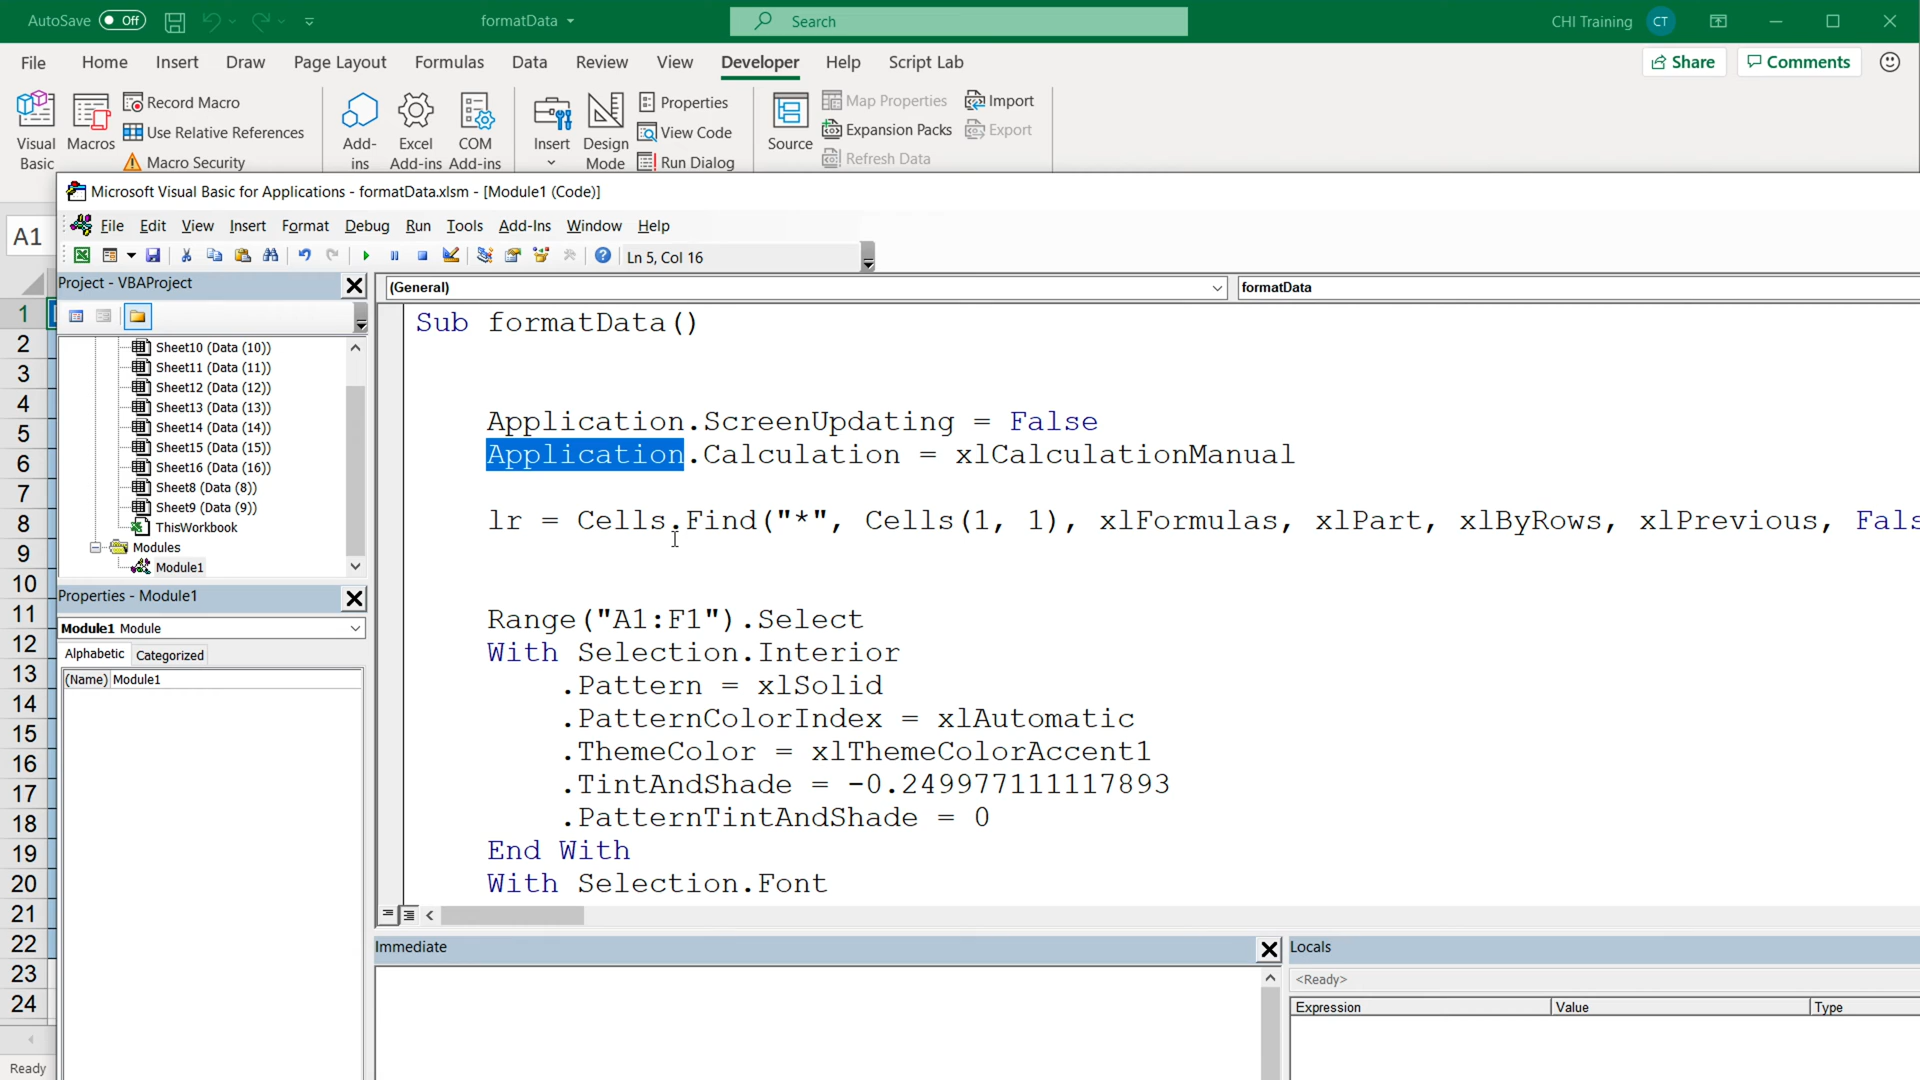 AutoSave Off formatData Search CHI Training CT
File Home Insert Draw Page Layout Formulas Data Review View Developer Help Script Lab Share Comments
Visual Basic
Macros
Record Macro
Use Relative References
Macro Security
Add-ins
Excel Add-ins
COM Add-ins
Insert
Design Mode
Properties
View Code
Run Dialog
Source
Map Properties
Expansion Packs
Refresh Data
Import
Export
Microsoft Visual Basic for Applications - formatData.xlsm - [Module1 (Code)]
File Edit View Insert Format Debug Run Tools Add-Ins Window Help
Ln 5, Col 16
A1
1
2
3
4
5
6
7
8
9
10
11
12
13
14
15
16
17
18
19
20
21
22
23
24
Ready
Project - VBAProject
Sheet10 (Data (10))
Sheet11 (Data (11))
Sheet12 (Data (12))
Sheet13 (Data (13))
Sheet14 (Data (14))
Sheet15 (Data (15))
Sheet16 (Data (16))
Sheet8 (Data (8))
Sheet9 (Data (9))
ThisWorkbook
Modules
Module1
Properties - Module1
Module1 Module
Alphabetic Categorized
(Name) Module1
(General) formatData
Sub formatData()
Application.ScreenUpdating = False
Application.Calculation = xlCalculationManual
lr = Cells.Find("*", Cells(1, 1), xlFormulas, xlPart, xlByRows, xlPrevious, Fals
Range("A1:F1").Select
With Selection.Interior
.Pattern = xlSolid
.PatternColorIndex = xlAutomatic
.ThemeColor = xlThemeColorAccent1
.TintAndShade = -0.249977111117893
.PatternTintAndShade = 0
End With
With Selection.Font
Immediate
Locals
<Ready>
Expression Value Type